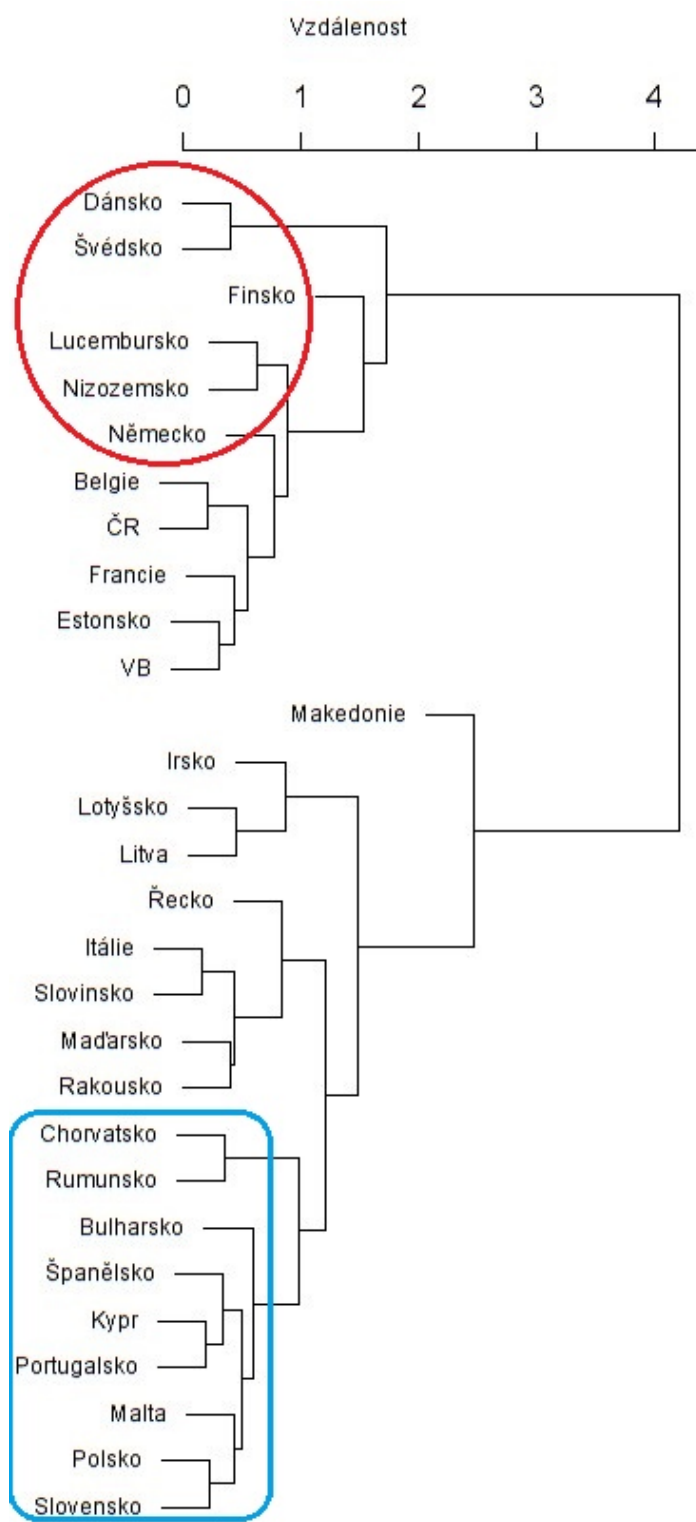 Vzdálenost
0 1 2 3 4
Dánsko
Švédsko
Finsko
Lucembursko
Nizozemsko
Německo
Belgie
ČR
Francie
Estonsko
VB
Makedonie
Irsko
Lotyšsko
Litva
Řecko
Itálie
Slovinsko
Maďarsko
Rakousko
Chorvatsko
Rumunsko
Bulharsko
Španělsko
Kypr
Portugalsko
Malta
Polsko
Slovensko